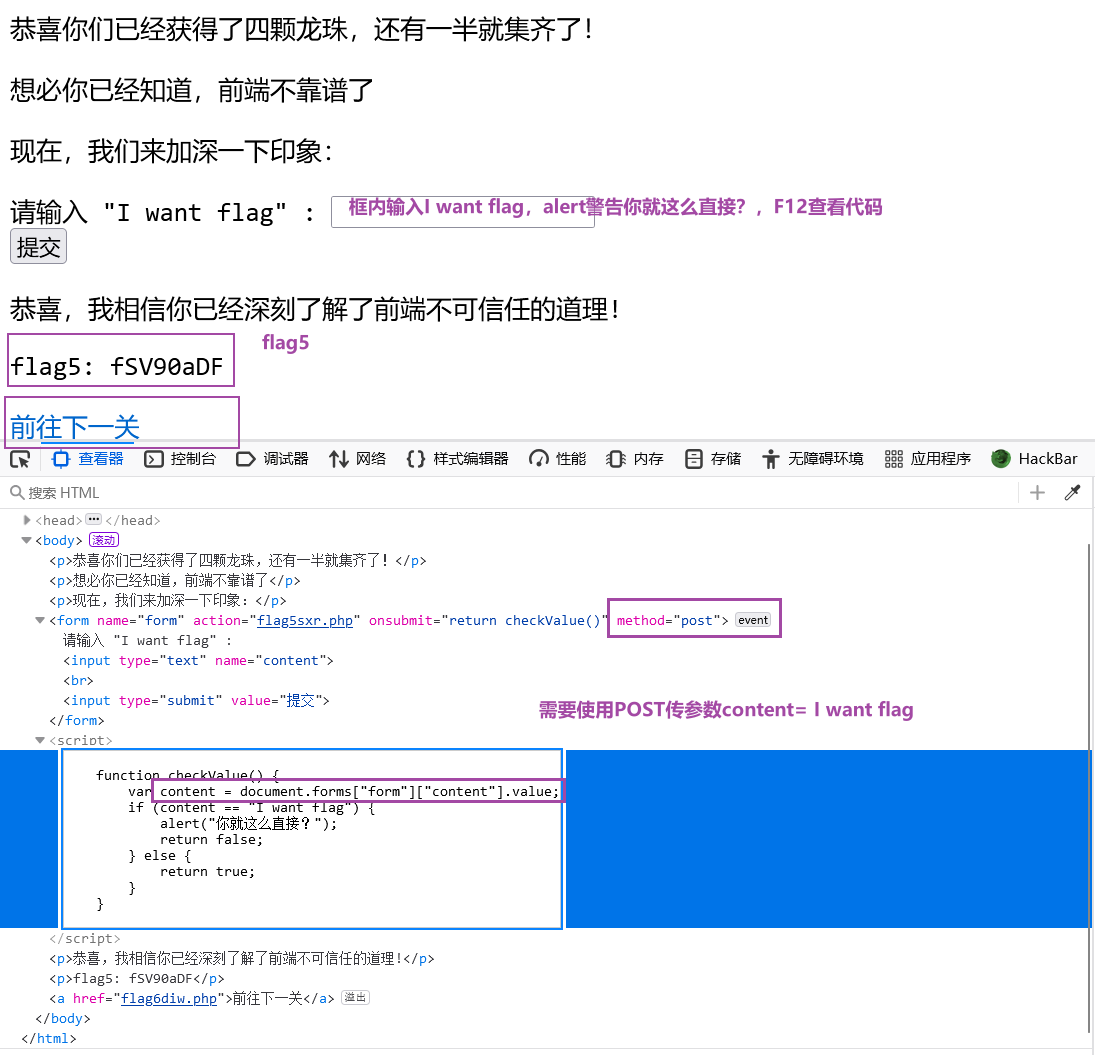 恭喜你们已经获得了四颗龙珠，还有一半就集齐了！
想必你已经知道，前端不靠谱了
现在，我们来加深一下印象：
请输入 "I want flag" : 框内输入I want flag，alert警告你就这么直接？，F12查看代码
提交
恭喜，我相信你已经深刻了解了前端不可信任的道理！
flag5
flag5: fSV90aDF
前往下一关
查看器 控制台 调试器 网络 样式编辑器 性能 内存 存储 无障碍环境 应用程序 HackBar
搜索 HTML
<head> ··· </head>
<body> 滚动
<p>恭喜你们已经获得了四颗龙珠，还有一半就集齐了！</p>
<p>想必你已经知道，前端不靠谱了</p>
<p>现在，我们来加深一下印象：</p>
<form name="form" action="flag5sxr.php" onsubmit="return checkValue()" method="post"> event
请输入 "I want flag" :
<input type="text" name="content">
<br>
<input type="submit" value="提交">
</form>
需要使用POST传参数content= I want flag
<script>
function checkValue() {
var content = document.forms["form"]["content"].value;
if (content == "I want flag") {
alert("你就这么直接？");
return false;
} else {
return true;
}
}
</script>
<p>恭喜，我相信你已经深刻了解了前端不可信任的道理!</p>
<p>flag5: fSV90aDF</p>
<a href="flag6diw.php">前往下一关</a> 溢出
</body>
</html>